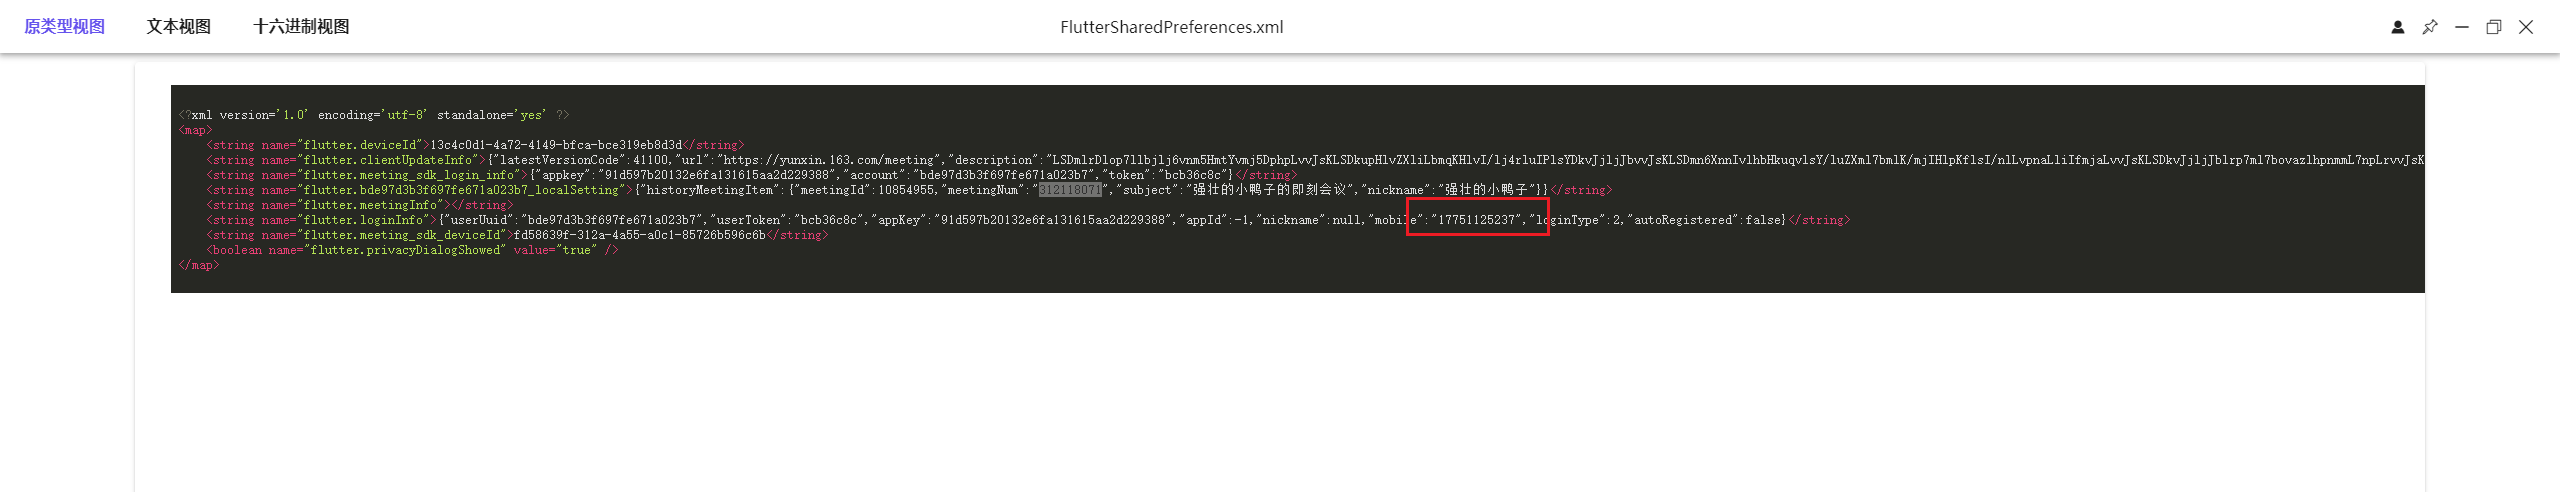 原类型视图 文本视图 十六进制视图 FlutterSharedPreferences.xml
<?xml version='1.0' encoding='utf-8' standalone='yes' ?>
<map>
<string name="flutter.deviceId">13c4c0d1-4a72-4149-bfca-bce319eb8d3d</string>
<string name="flutter.clientUpdateInfo">{"latestVersionCode":41100,"url":"https://yunxin.163.com/meeting","description":
<string name="flutter.meeting_sdk_login_info">{"appkey":"91d597b20132e6fa131615aa2d229388","account":"bde97d3b3f697fe671a023b7","token":"bcb36c8c"}</string>
<string name="flutter.bde97d3b3f697fe671a023b7_localSetting">{"historyMeetingItem":{"meetingId":10854955,"meetingNum":"312118071","subject":"强壮的小鸭子的即刻会议","nickname":"强壮的小鸭子"}}</string>
<string name="flutter.meetingInfo"></string>
<string name="flutter.loginInfo">{"userUuid":"bde97d3b3f697fe671a023b7","userToken":"bcb36c8c","appKey":"91d597b20132e6fa131615aa2d229388","appId":-1,"nickname":null,"mobile":"17751125237","loginType":2,"autoRegistered":false}</string>
<string name="flutter.meeting_sdk_deviceId">fd58639f-312a-4a55-a0c1-85726b596c6b</string>
<boolean name="flutter.privacyDialogShowed" value="true" />
</map>